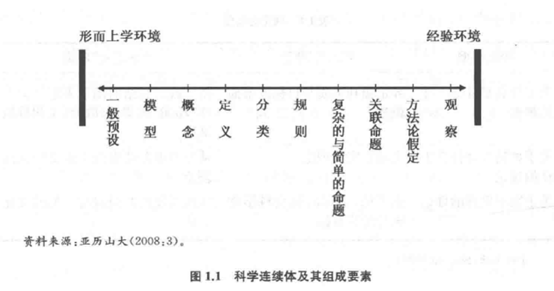 形而上学环境
经验环境
一般预设
模型
概念
定义
分类
规则
复杂的与简单的命题
关联命题
方法论假定
观察
资料来源:亚历山大(2008:3)。
图 1.1 科学连续体及其组成要素